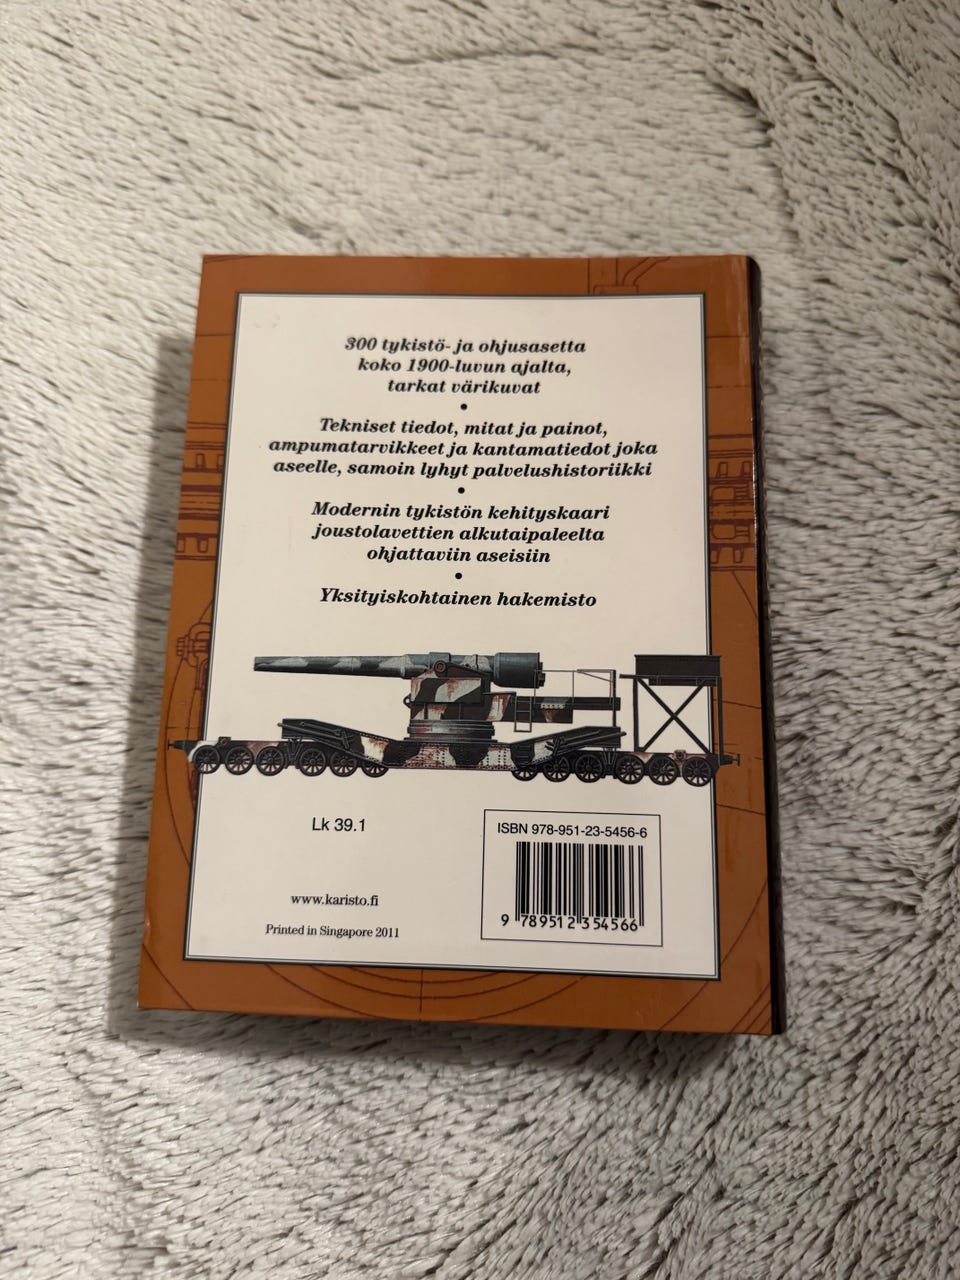 300 tykistö- ja ohjusasetta
koko 1900-luvun ajalta,
tarkat värikuvat
•
Tekniset tiedot, mitat ja painot,
ampumatarvikkeet ja kantamatiedot joka
aseelle, samoin lyhyt palvelushistoriikki
•
Modernin tykistön kehityskaari
joustolavettien alkutaipaleelta
ohjattaviin aseisiin
•
Yksityiskohtainen hakemisto
Lk 39.1
www.karisto.fi
Printed in Singapore 2011
ISBN 978-951-23-5456-6
9 789512 354566